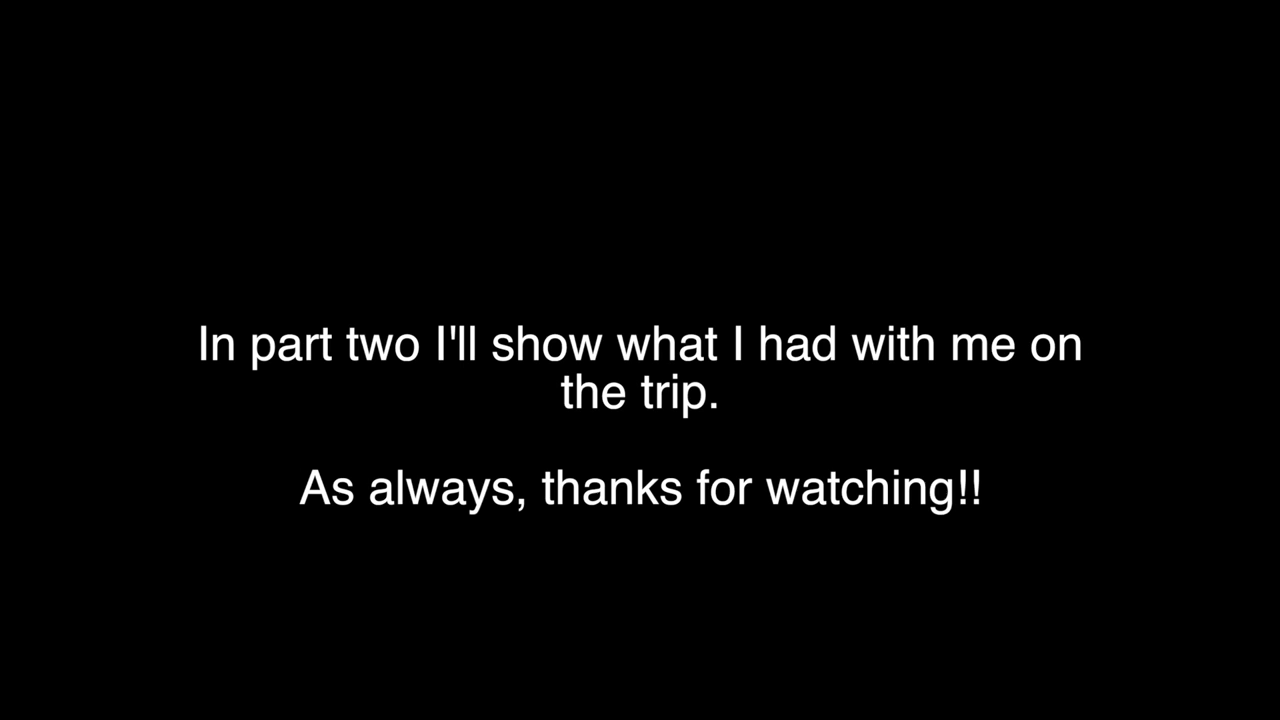 In part two I'll show what I had with me on
the trip.
As always, thanks for watching!!